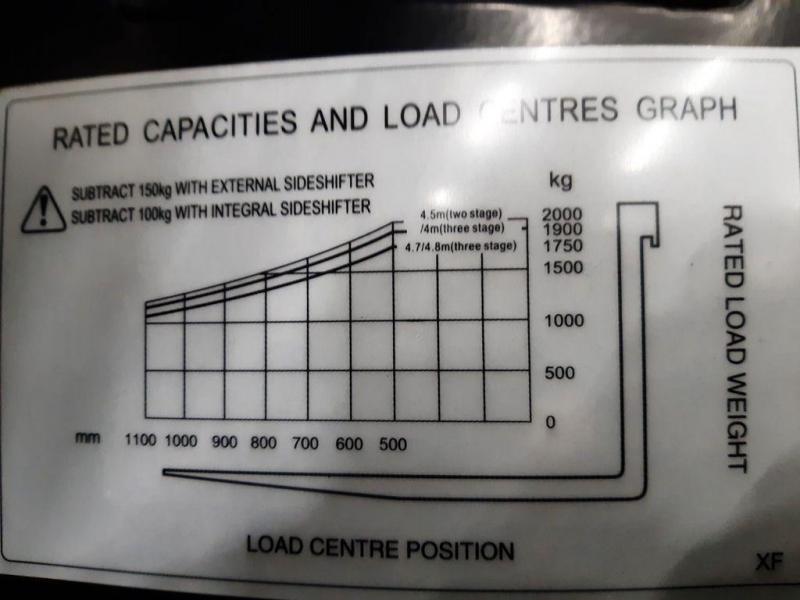 RATED CAPACITIES AND LOAD CENTRES GRAPH
SUBTRACT 150kg WITH EXTERNAL SIDESHIFTER
SUBTRACT 100kg WITH INTEGRAL SIDESHIFTER
!
kg
4.5m(two stage)
/4m(three stage)
4.7/4.8m(three stage)
2000
1900
1750
1500
1000
500
0
mm 1100 1000 900 800 700 600 500
RATED LOAD WEIGHT
LOAD CENTRE POSITION
XF